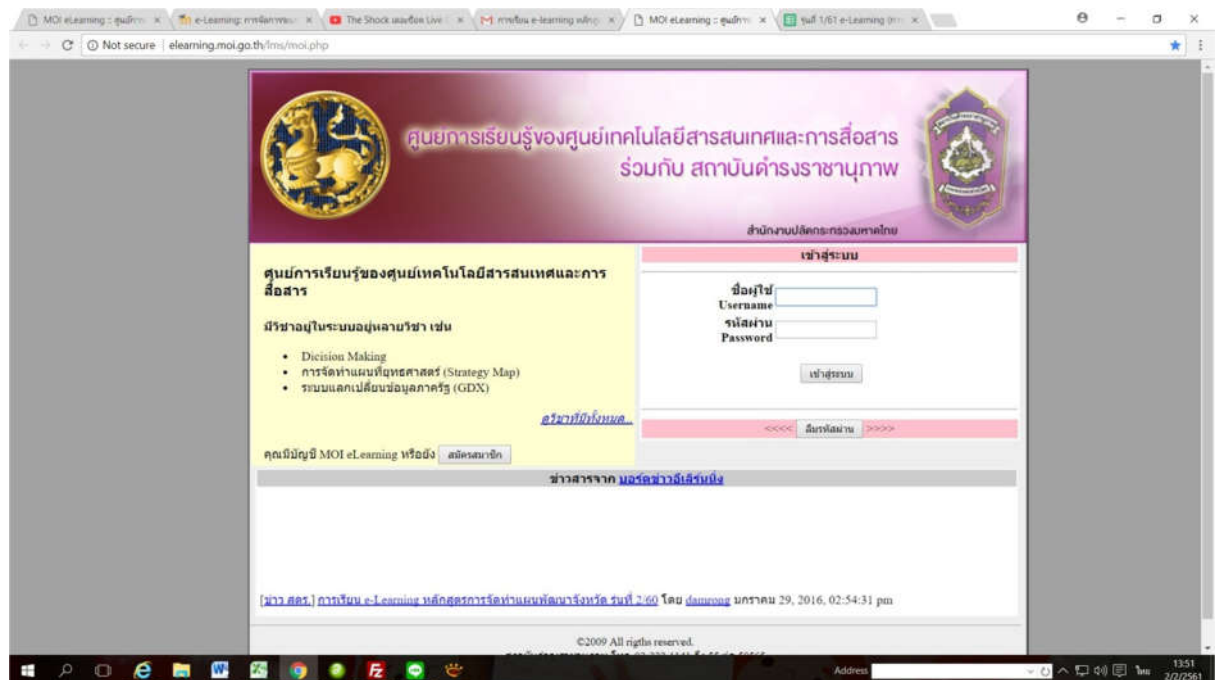 MOI eLearning :: ศูนย์การ
e-Learning: การจัดการ
The Shock เดอะช็อค Live
การเรียน e-learning หลักสู
MOI eLearning :: ศูนย์การ
รุ่นที่ 1/61 e-Learning
Not secure | elearning.moi.go.th/lms/moi.php
ศูนย์การเรียนรู้ของศูนย์เทคโนโลยีสารสนเทศและการสื่อสาร
ร่วมกับ สถาบันดำรงราชานุภาพ
สำนักงานปลัดกระทรวงมหาดไทย
ศูนย์การเรียนรู้ของศูนย์เทคโนโลยีสารสนเทศและการ
สื่อสาร
มีวิชาอยู่ในระบบอยู่หลายวิชา เช่น
• Dicision Making
• การจัดทำแผนที่ยุทธศาสตร์ (Strategy Map)
• ระบบแลกเปลี่ยนข้อมูลภาครัฐ (GDX)
ดูวิชาที่มีทั้งหมด...
คุณมีบัญชี MOI eLearning หรือยัง สมัครสมาชิก
เข้าสู่ระบบ
ชื่อผู้ใช้
Username
รหัสผ่าน
Password
เข้าสู่ระบบ
<<<< ลืมรหัสผ่าน >>>>
ข่าวสารจาก บอร์ดข่าวอีเลิร์นนิ่ง
[ข่าว สดร.] การเรียน e-Learning หลักสูตรการจัดทำแผนพัฒนาจังหวัด รุ่นที่ 2/60 โดย damrong มกราคม 29, 2016, 02:54:31 pm
©2009 All rigths reserved.
Address
ไทย
13:51
2/2/2561